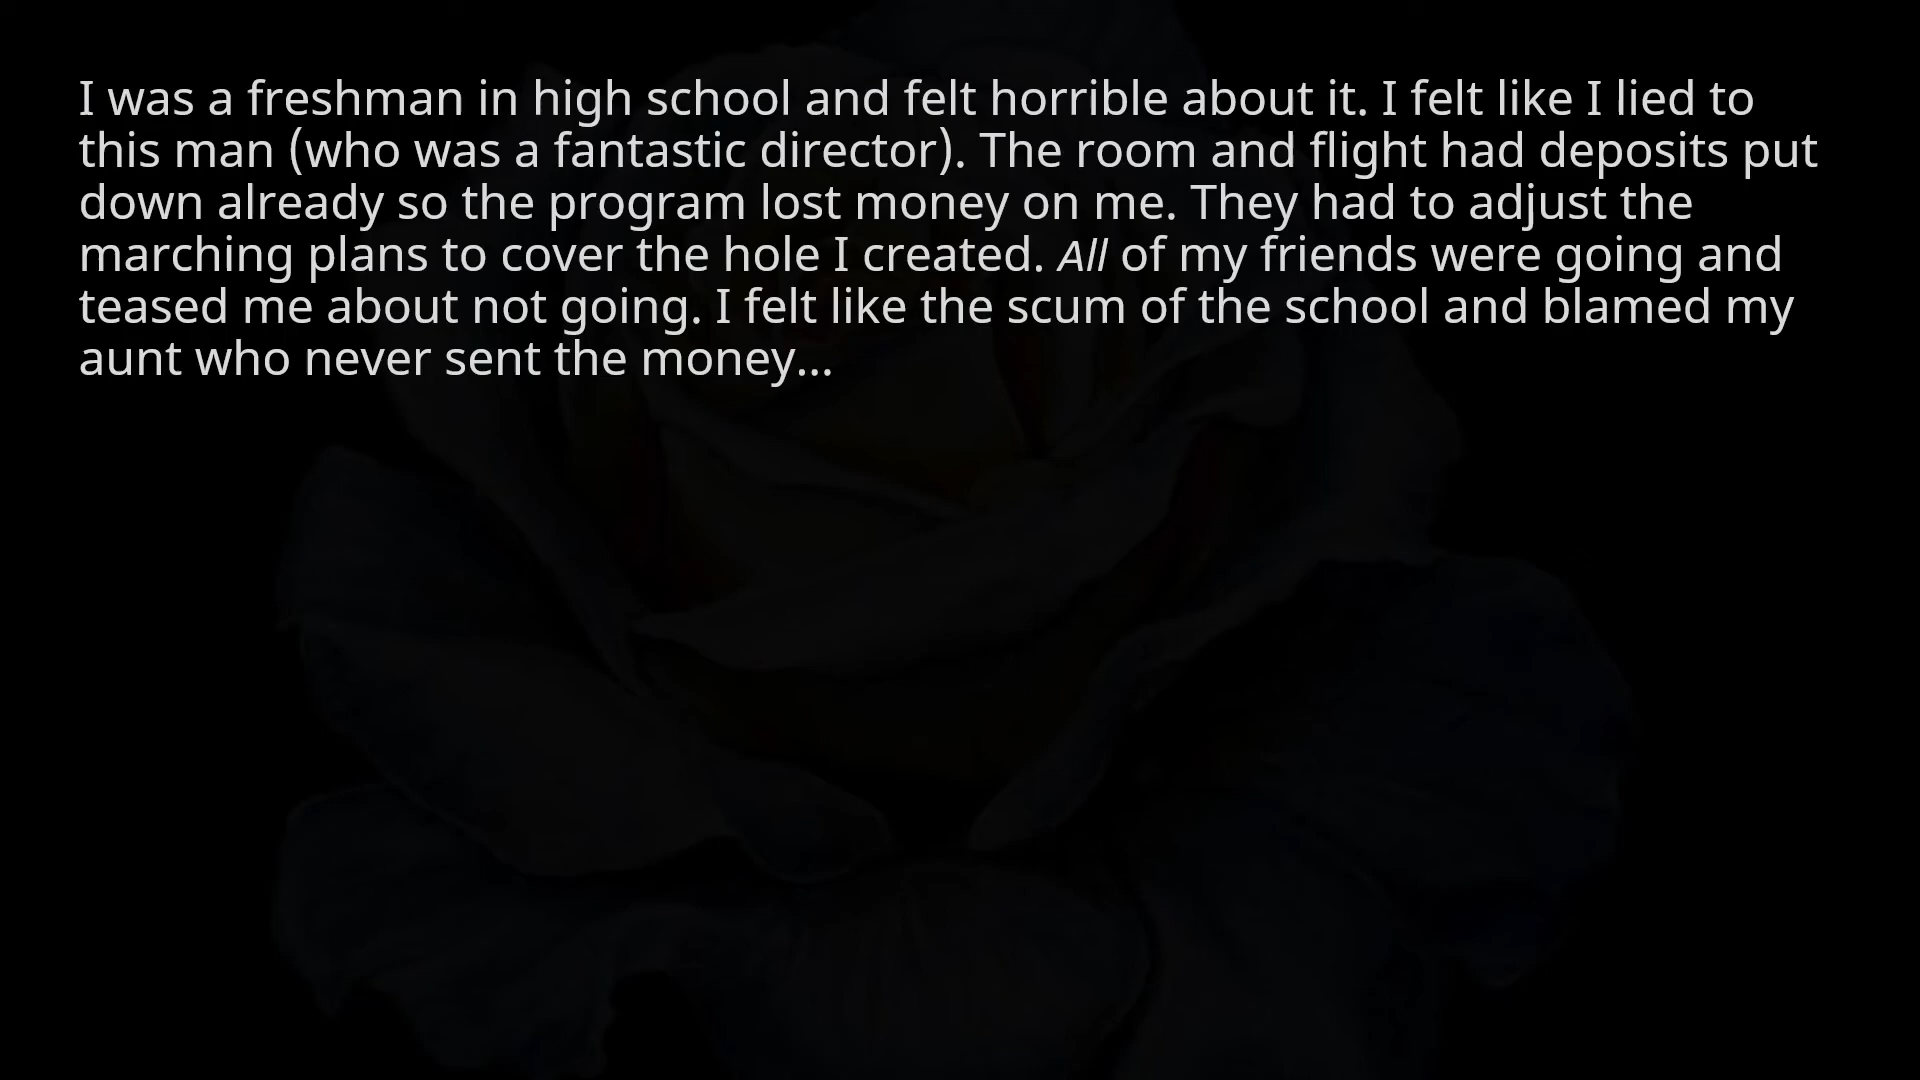 I was a freshman in high school and felt horrible about it. I felt like I lied to
this man (who was a fantastic director). The room and flight had deposits put
down already so the program lost money on me. They had to adjust the
marching plans to cover the hole I created. All of my friends were going and
teased me about not going. I felt like the scum of the school and blamed my
aunt who never sent the money...